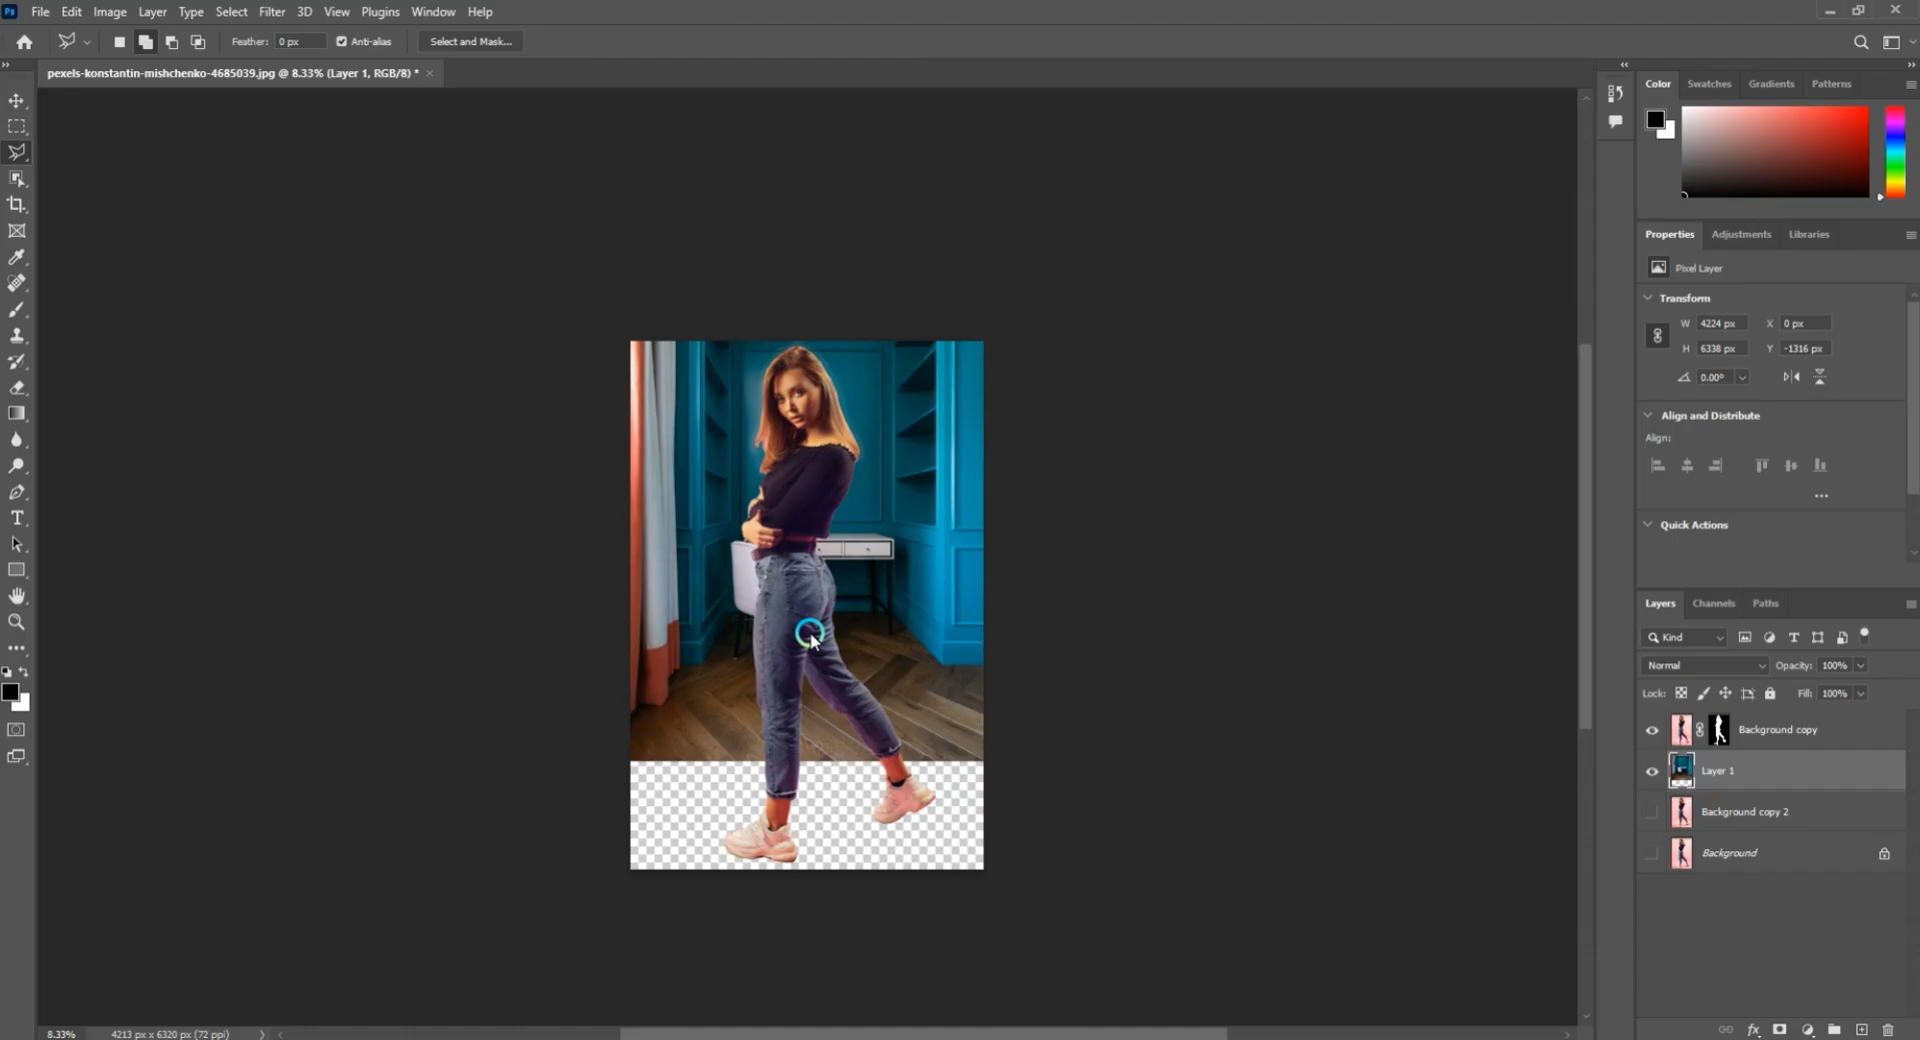 Ps File Edit Image Layer Type Select Filter 3D View Plugins Window Help
Feather: 0 px Anti-alias Select and Mask...
pexels-konstantin-mishchenko-4685039.jpg @ 8.33% (Layer 1, RGB/8) *
Color Swatches Gradients Patterns
Properties Adjustments Libraries
Pixel Layer
Transform
W 4224 px X 0 px
H 6338 px Y -1316 px
0.00°
Align and Distribute
Align:
Quick Actions
Layers Channels Paths
Kind
Normal Opacity: 100%
Lock: Fill: 100%
Background copy
Layer 1
Background copy 2
Background
8.33% 4213 px x 6320 px (72 ppi)